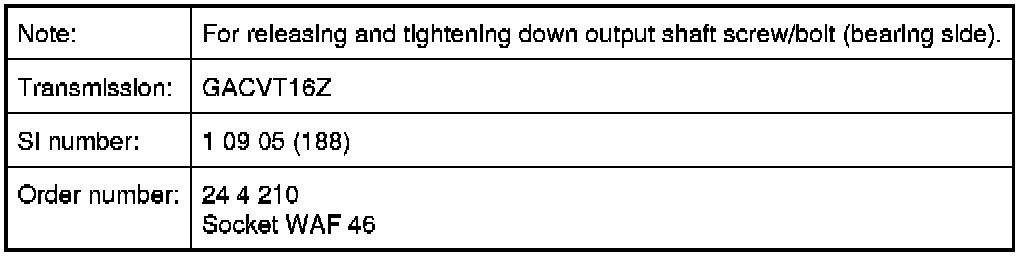 Note: For releasing and tightening down output shaft screw/bolt (bearing side).
Transmission: GACVT16Z
SI number: 1 09 05 (188)
Order number: 24 4 210
Socket WAF 46